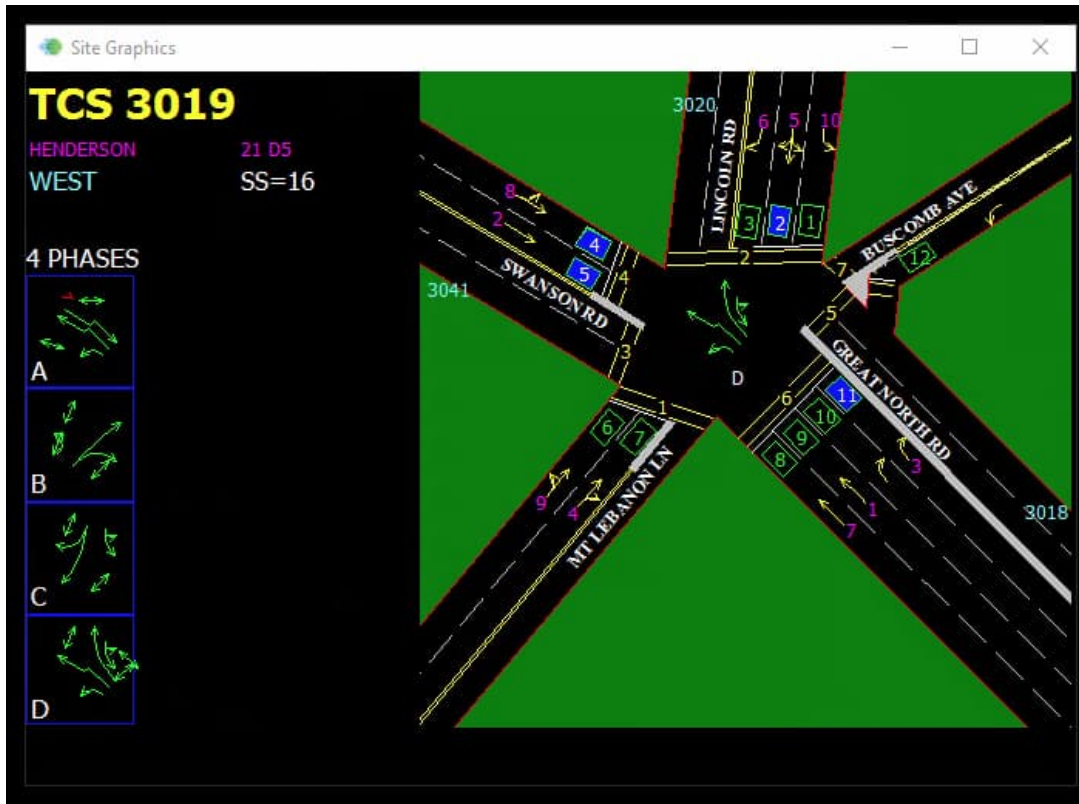 Site Graphics
TCS 3019
HENDERSON 21 D5
WEST SS=16
4 PHASES
A
B
C
D
3020
LINCOLN RD
6 5 10
3 2 1
2
BUSCOMB AVE
12
7
8
2
4
5
4
SWANSON RD
3041
3
5
D
GREAT NORTH RD
6
11
10
9
8
1
6 7
9 4
MT LEBANON LN
3
1
7
3018